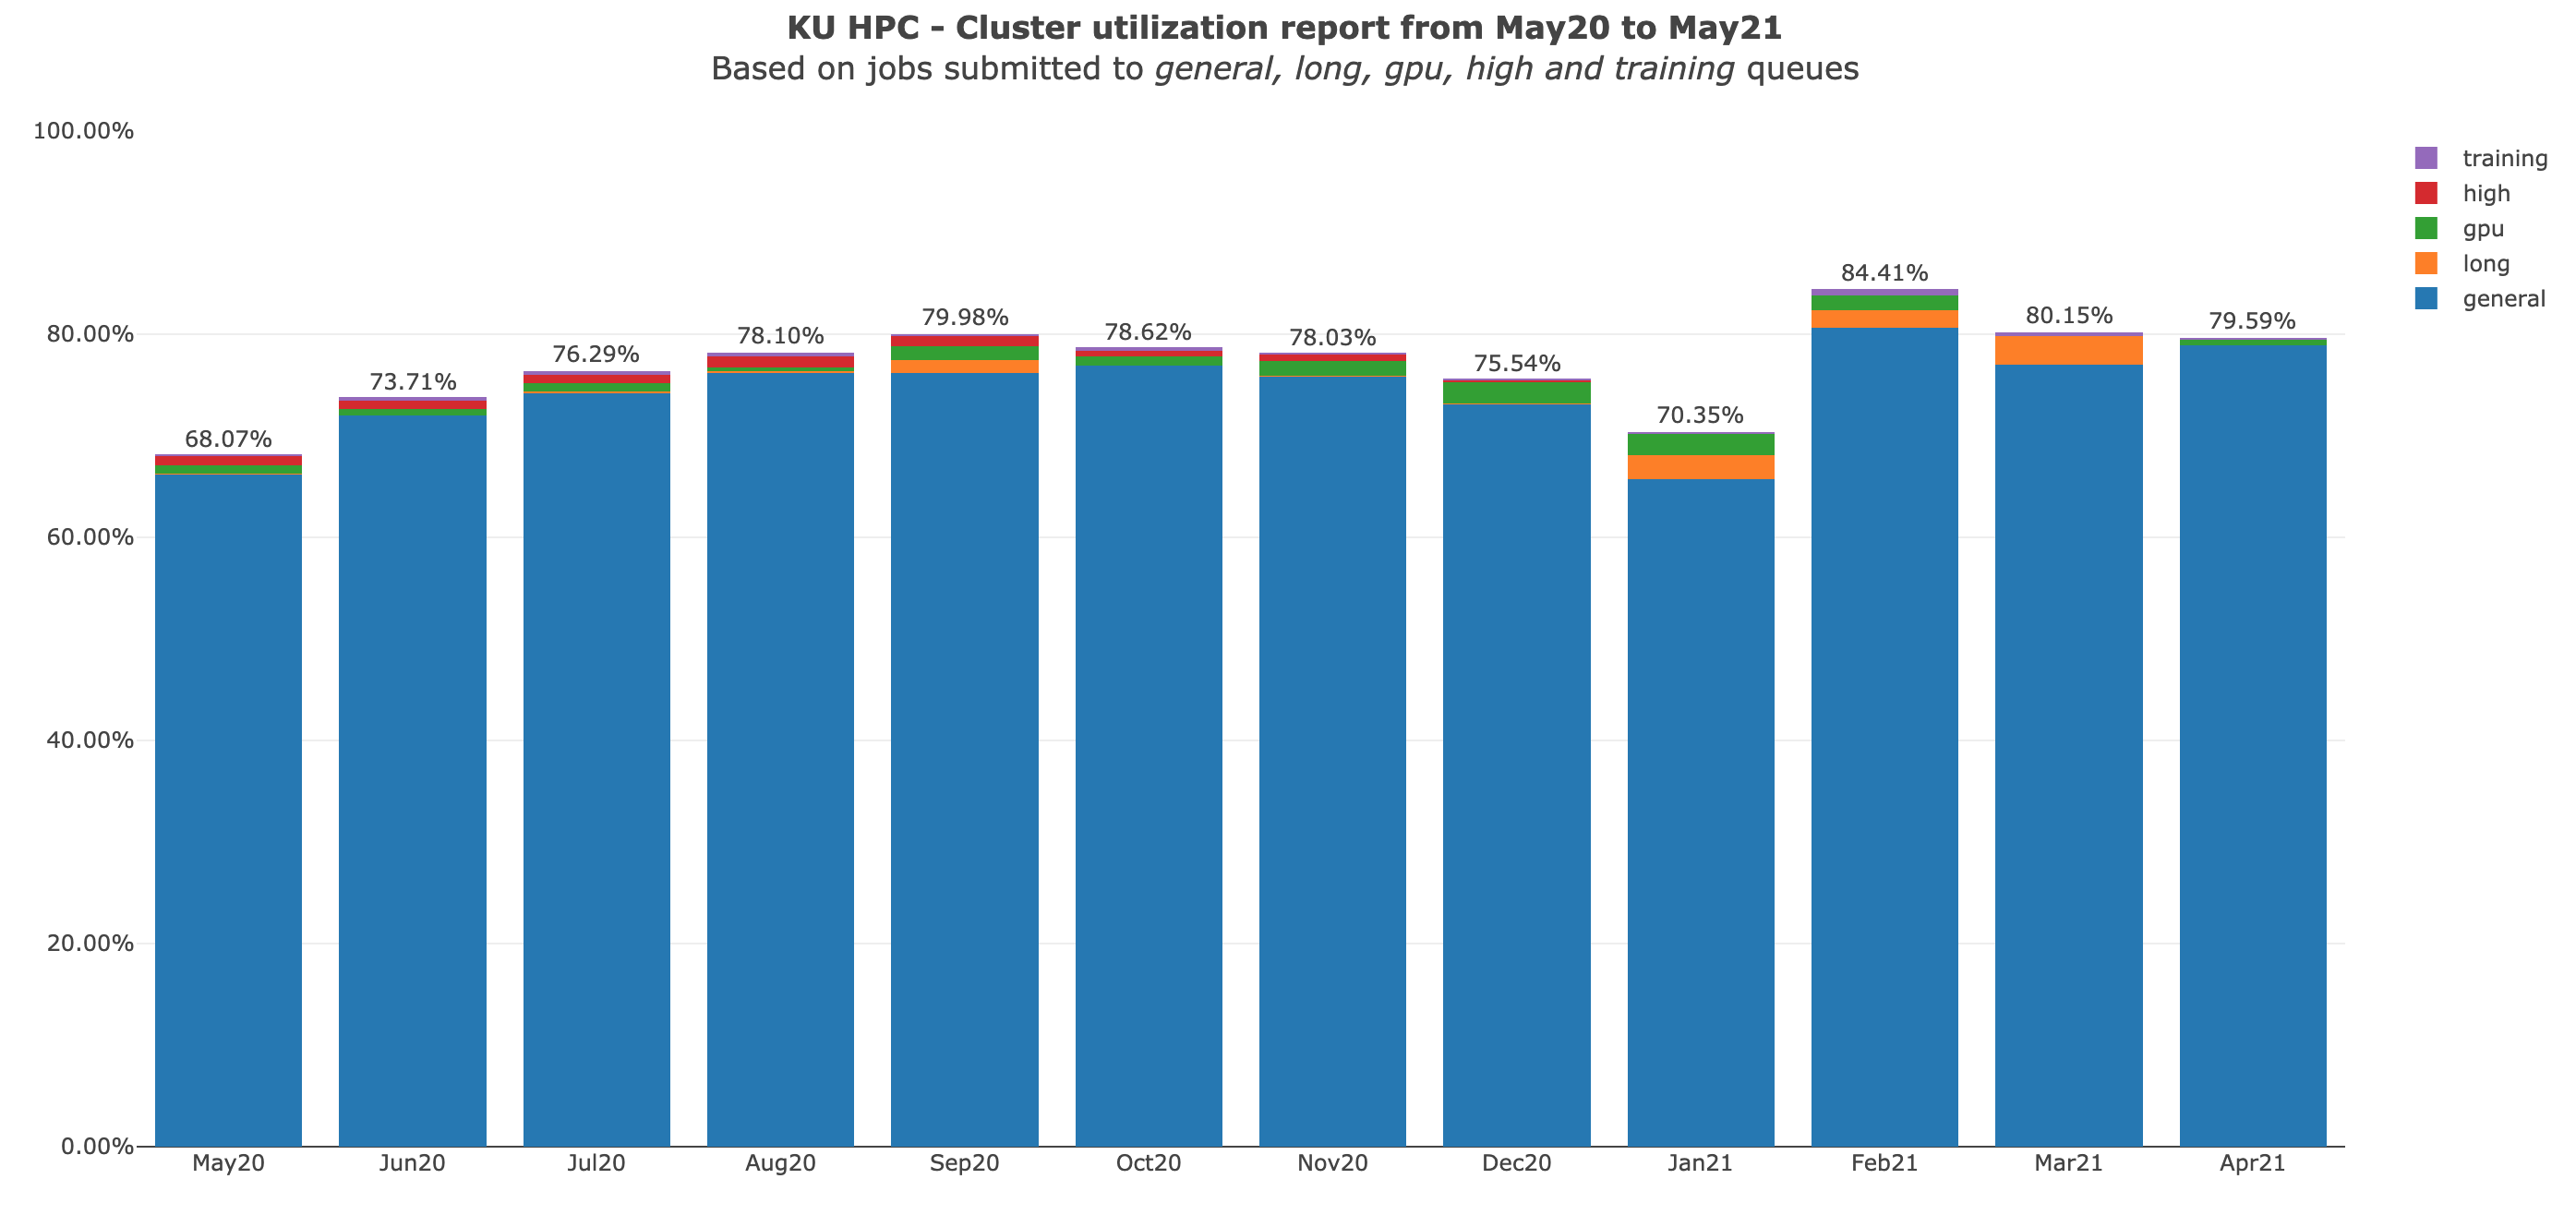 KU HPC - Cluster utilization report from May20 to May21
Based on jobs submitted to general, long, gpu, high and training queues
100.00%
80.00%
60.00%
40.00%
20.00%
0.00%
68.07%
73.71%
76.29%
78.10%
79.98%
78.62%
78.03%
75.54%
70.35%
84.41%
80.15%
79.59%
May20
Jun20
Jul20
Aug20
Sep20
Oct20
Nov20
Dec20
Jan21
Feb21
Mar21
Apr21
training
high
gpu
long
general